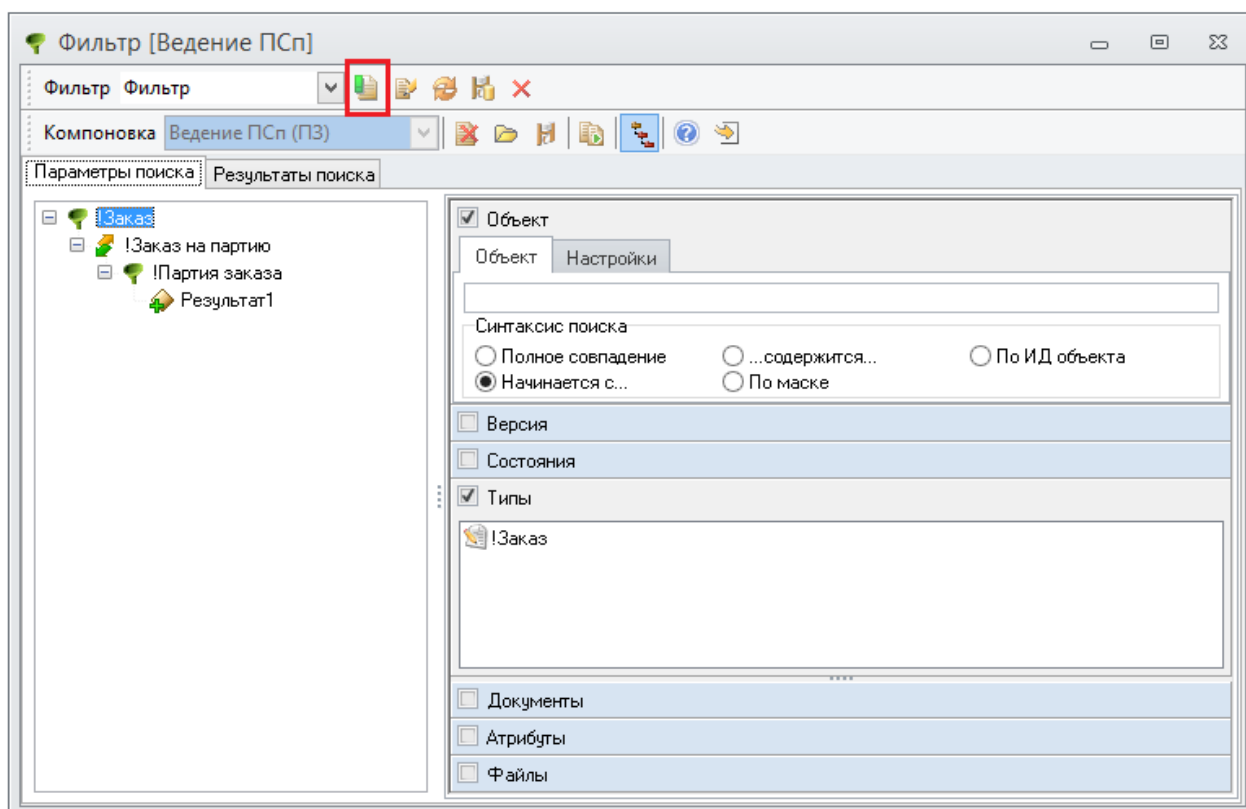 Фильтр [Ведение ПСп]
Фильтр Фильтр
Компоновка Ведение ПСп (ПЗ)
Параметры поиска Результаты поиска
!Заказ
!Заказ на партию
!Партия заказа
Результат1
Объект
Объект Настройки
Синтаксис поиска
Полное совпадение ...содержится... По ИД объекта
Начинается с... По маске
Версия
Состояния
Типы
!Заказ
Документы
Атрибуты
Файлы